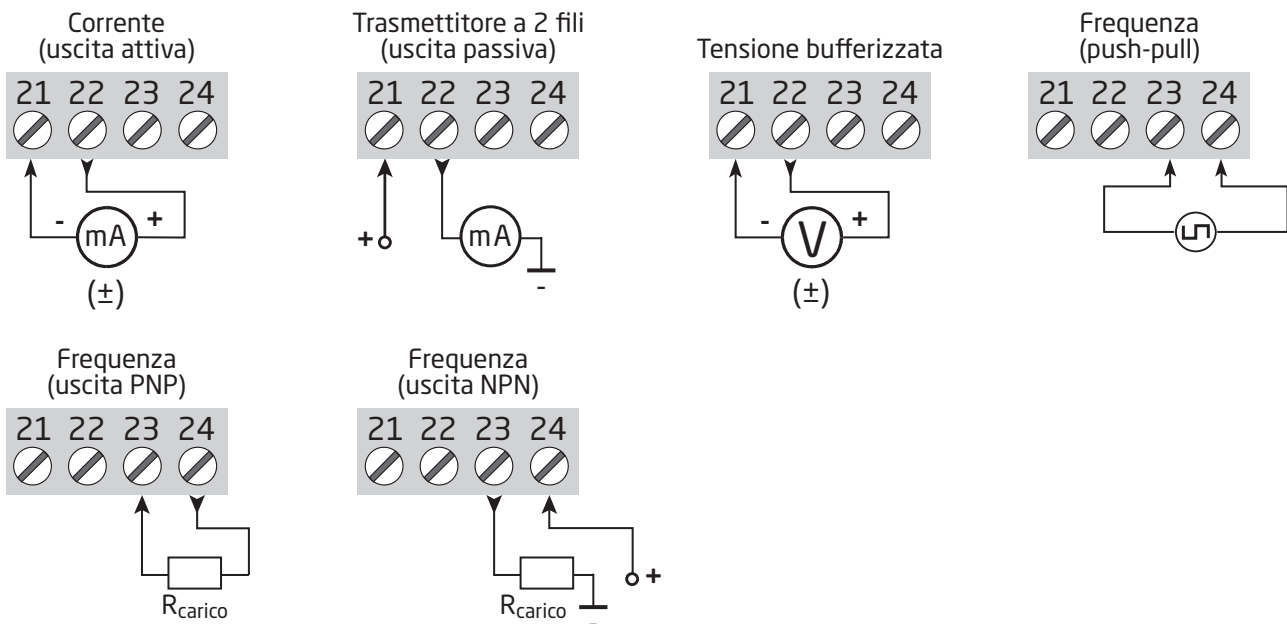 Corrente
(uscita attiva)
21 22 23 24
- mA +
(±)
Trasmettitore a 2 fili
(uscita passiva)
21 22 23 24
+ mA
-
Tensione bufferizzata
21 22 23 24
- V +
(±)
Frequenza
(push-pull)
21 22 23 24
Frequenza
(uscita PNP)
21 22 23 24
Rcarico
Frequenza
(uscita NPN)
21 22 23 24
+
Rcarico
-